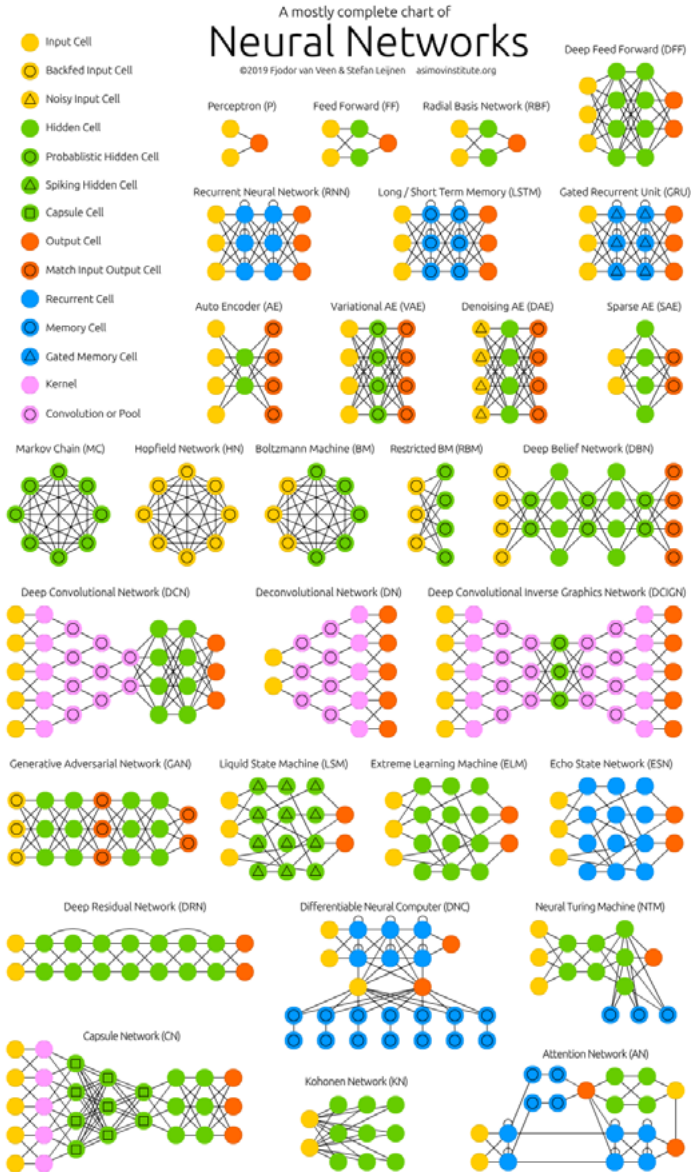 A mostly complete chart of
Neural Networks
©2019 Fjodor van Veen & Stefan Leijnen asimovinstitute.org
Input Cell
Backfed Input Cell
Noisy Input Cell
Hidden Cell
Probablistic Hidden Cell
Spiking Hidden Cell
Capsule Cell
Output Cell
Match Input Output Cell
Recurrent Cell
Memory Cell
Gated Memory Cell
Kernel
Convolution or Pool
Deep Feed Forward (DFF)
Perceptron (P) Feed Forward (FF) Radial Basis Network (RBF)
Recurrent Neural Network (RNN) Long / Short Term Memory (LSTM) Gated Recurrent Unit (GRU)
Auto Encoder (AE) Variational AE (VAE) Denoising AE (DAE) Sparse AE (SAE)
Markov Chain (MC) Hopfield Network (HN) Boltzmann Machine (BM) Restricted BM (RBM) Deep Belief Network (DBN)
Deep Convolutional Network (DCN) Deconvolutional Network (DN) Deep Convolutional Inverse Graphics Network (DCIGN)
Generative Adversarial Network (GAN) Liquid State Machine (LSM) Extreme Learning Machine (ELM) Echo State Network (ESN)
Deep Residual Network (DRN) Differentiable Neural Computer (DNC) Neural Turing Machine (NTM)
Capsule Network (CN) Kohonen Network (KN) Attention Network (AN)